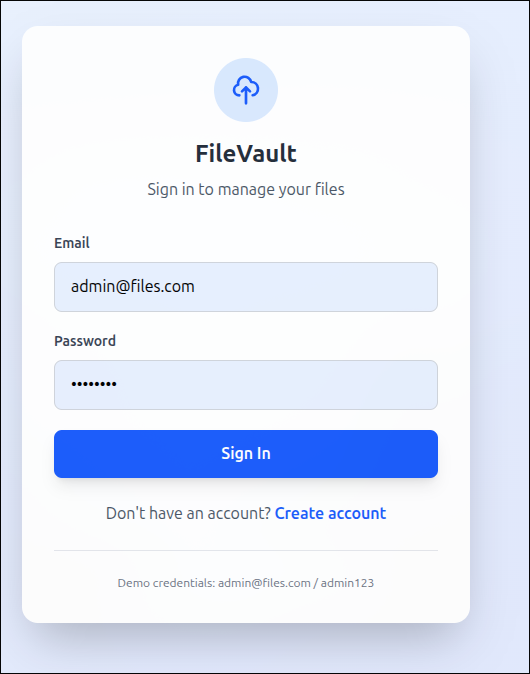 FileVault
Sign in to manage your files
Email
admin@files.com
Password
••••••••
Sign In
Don't have an account? Create account
Demo credentials: admin@files.com / admin123